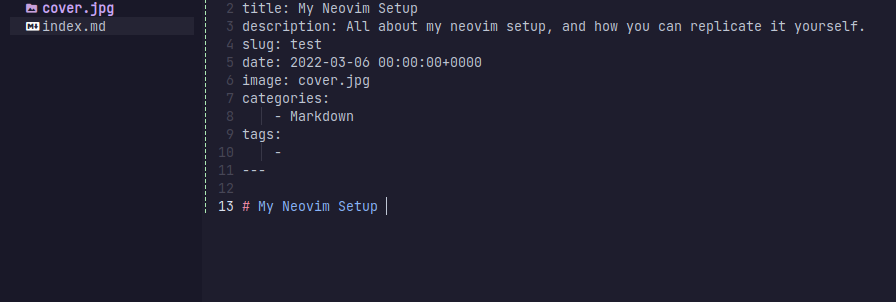 cover.jpg
index.md
2 title: My Neovim Setup
3 description: All about my neovim setup, and how you can replicate it yourself.
4 slug: test
5 date: 2022-03-06 00:00:00+0000
6 image: cover.jpg
7 categories:
8 - Markdown
9 tags:
10 -
11 ---
12
13 # My Neovim Setup